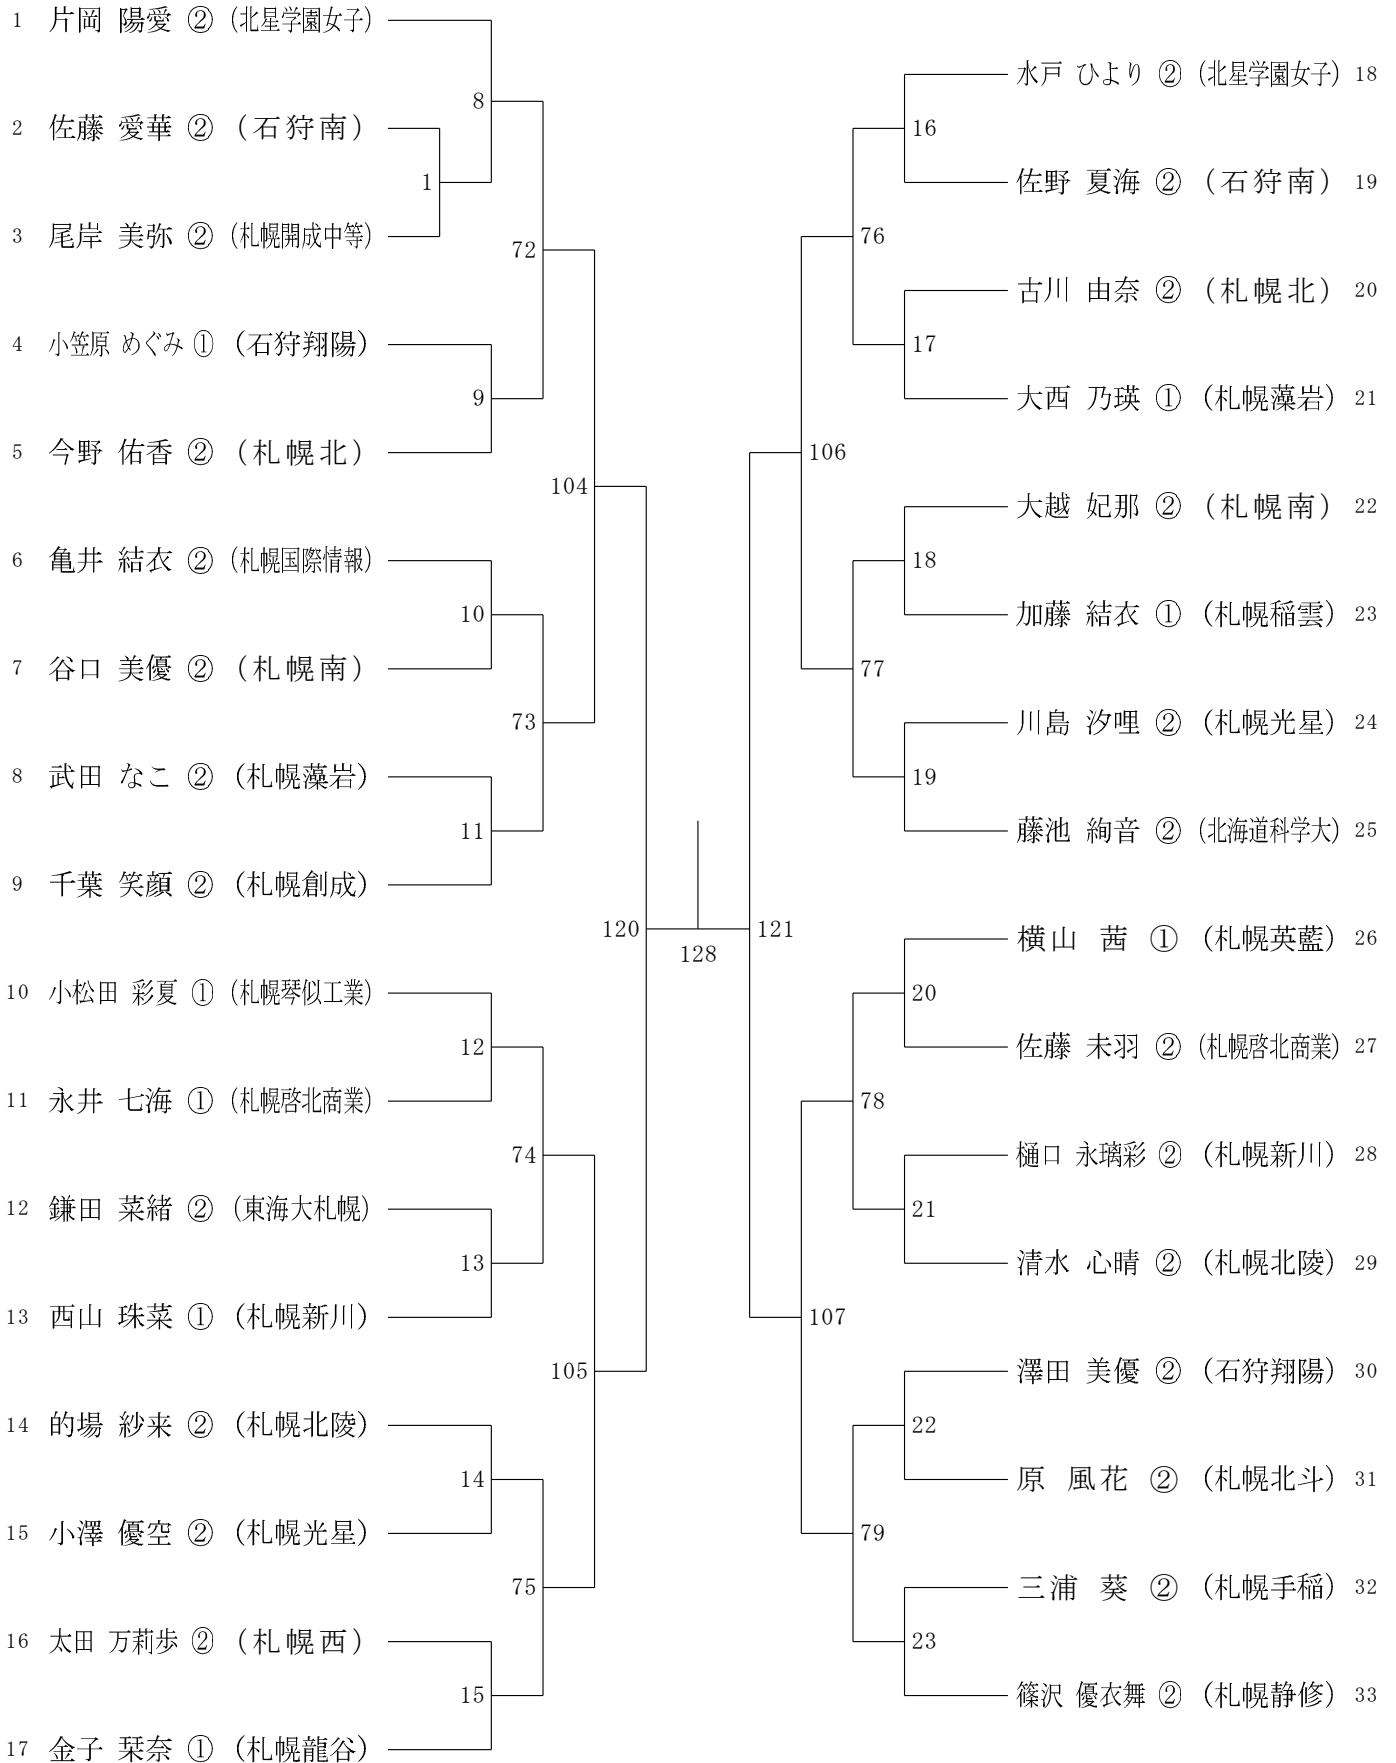 1 片岡 陽愛 ② (北星学園女子)
2 佐藤 愛華 ② (石狩南)
3 尾岸 美弥 ② (札幌開成中等)
4 小笠原 めぐみ ① (石狩翔陽)
5 今野 佑香 ② (札幌北)
6 亀井 結衣 ② (札幌国際情報)
7 谷口 美優 ② (札幌南)
8 武田 なこ ② (札幌藻岩)
9 千葉 笑顔 ② (札幌創成)
10 小松田 彩夏 ① (札幌琴似工業)
11 永井 七海 ① (札幌啓北商業)
12 鎌田 菜緒 ② (東海大札幌)
13 西山 珠菜 ① (札幌新川)
14 的場 紗来 ② (札幌北陵)
15 小澤 優空 ② (札幌光星)
16 太田 万莉歩 ② (札幌西)
17 金子 栞奈 ① (札幌龍谷)
1
8
9
10
11
12
13
14
15
72
73
74
75
104
105
120
128
121
106
107
76
77
78
79
16
17
18
19
20
21
22
23
水戸 ひより ② (北星学園女子) 18
佐野 夏海 ② (石狩南) 19
古川 由奈 ② (札幌北) 20
大西 乃瑛 ① (札幌藻岩) 21
大越 妃那 ② (札幌南) 22
加藤 結衣 ① (札幌稲雲) 23
川島 汐哩 ② (札幌光星) 24
藤池 絢音 ② (北海道科学大) 25
横山 茜 ① (札幌英藍) 26
佐藤 未羽 ② (札幌啓北商業) 27
樋口 永璃彩 ② (札幌新川) 28
清水 心晴 ② (札幌北陵) 29
澤田 美優 ② (石狩翔陽) 30
原 風花 ② (札幌北斗) 31
三浦 葵 ② (札幌手稲) 32
篠沢 優衣舞 ② (札幌静修) 33